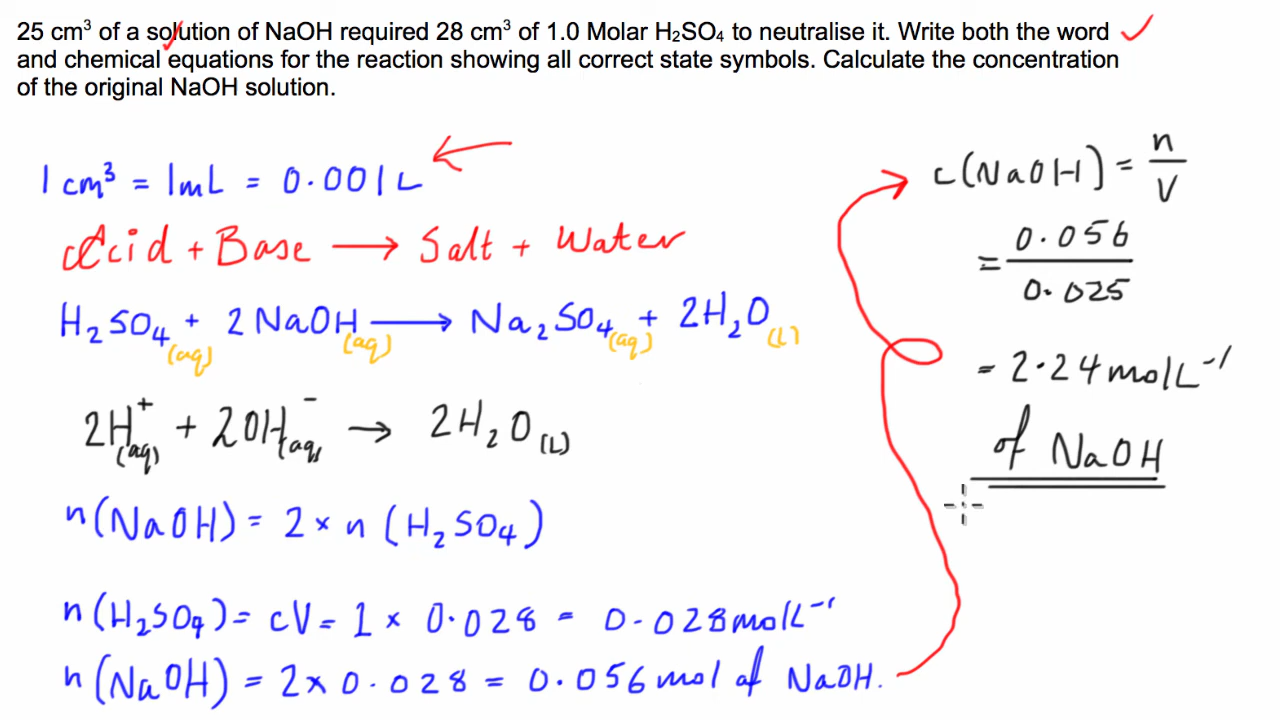 25 cm³ of a solution of NaOH required 28 cm³ of 1.0 Molar H₂SO₄ to neutralise it. Write both the word
and chemical equations for the reaction showing all correct state symbols. Calculate the concentration
of the original NaOH solution.
1 cm³ = 1mL = 0.001L
Acid + Base → Salt + Water
H₂SO₄(aq) + 2NaOH(aq) → Na₂SO₄(aq) + 2H₂O(L)
2H⁺(aq) + 2OH⁻(aq) → 2H₂O(L)
n(NaOH) = 2 × n (H₂SO₄)
n(H₂SO₄) = cV = 1 × 0.028 = 0.028molL⁻¹
n(NaOH) = 2 × 0.028 = 0.056 mol of NaOH.
c(NaOH) = n/V
= 0.056/0.025
= 2.24molL⁻¹
of NaOH